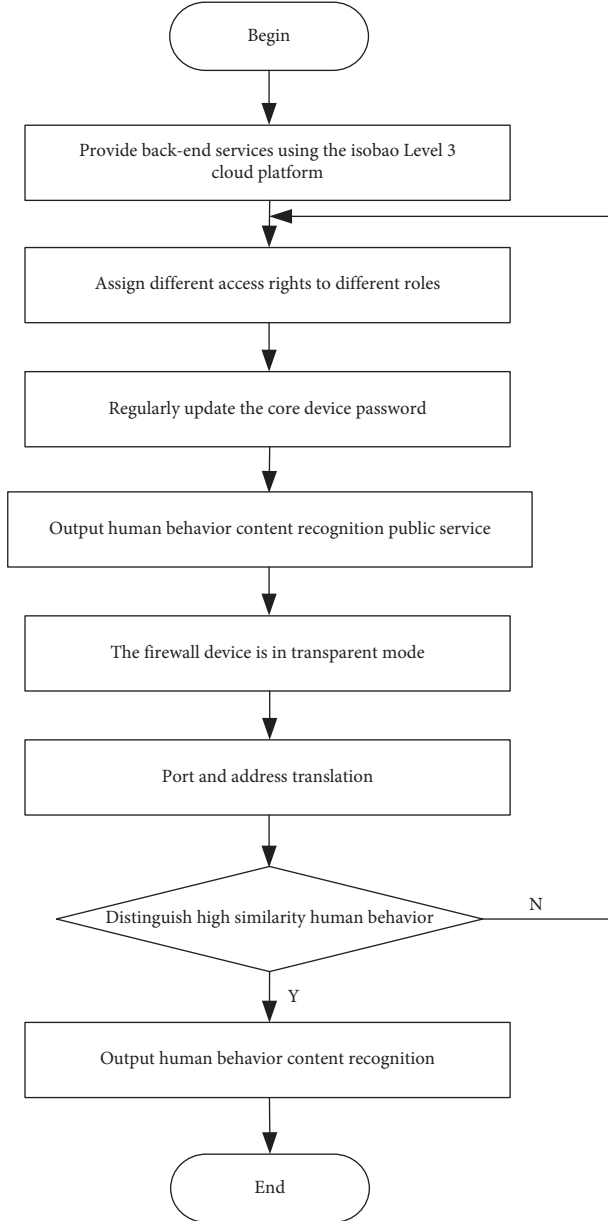 Begin
Provide back-end services using the isobao Level 3
cloud platform
Assign different access rights to different roles
Regularly update the core device password
Output human behavior content recognition public service
The firewall device is in transparent mode
Port and address translation
Distinguish high similarity human behavior
N
Y
Output human behavior content recognition
End